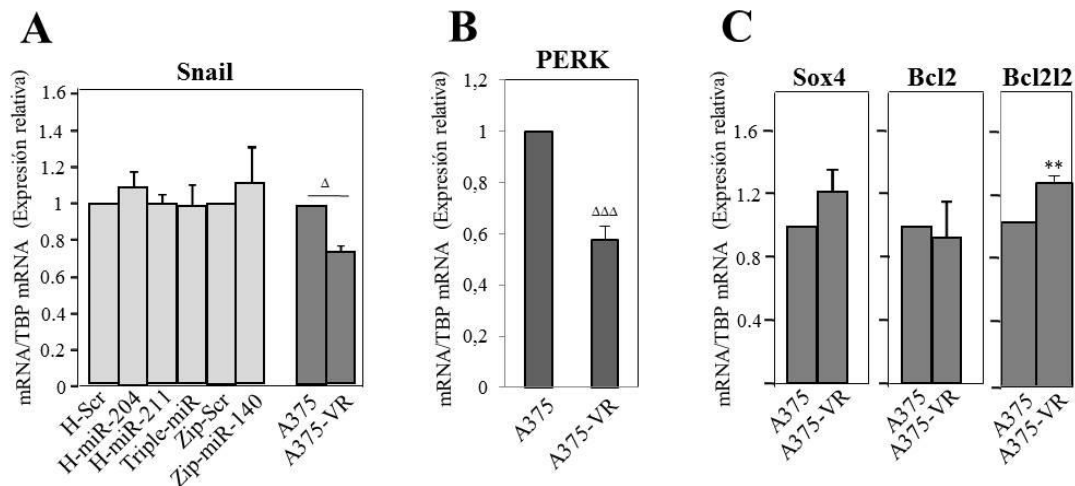 A
Snail
mRNA/TBP mRNA (Expresión relativa)
1.6
1.4
1.2
1
0.8
0.6
0.4
0.2
0
Δ
H-Scr
H-miR-204
H-miR-211
Triple-miR
Zip-Scr
Zip-miR-140
A375
A375-VR
B
PERK
mRNA/TBP mRNA (Expresión relativa)
1,2
1
0,8
0,6
0,4
0,2
0
ΔΔΔ
A375
A375-VR
C
Sox4
Bcl2
Bcl2l2
mRNA/TBP mRNA (Expresión relativa)
1.6
1.2
0.8
0.4
**
A375
A375-VR
A375
A375-VR
A375
A375-VR